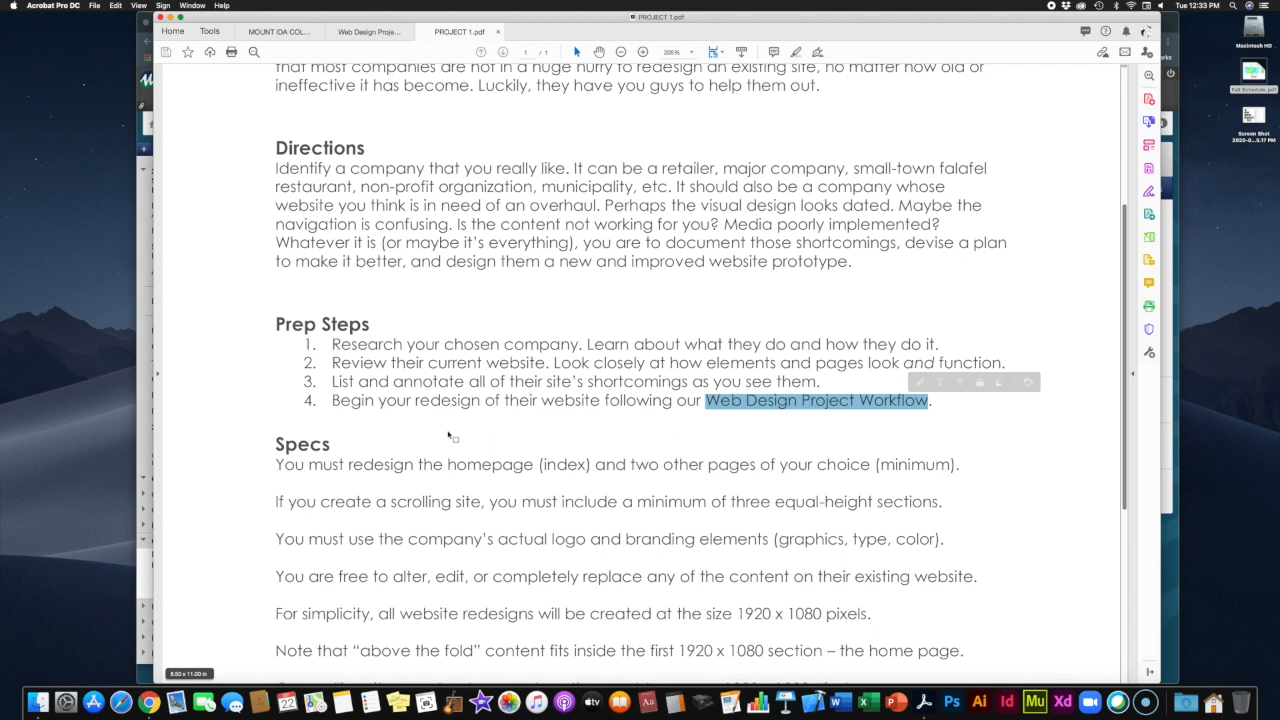 Acrobat Pro DC File Edit View Sign Window Help
Tue 12:33 PM
PROJECT 1.pdf
Home Tools MOUNT IDA COL... Web Design Proje... PROJECT 1.pdf ×
1 / 1 205%
that most companies are not in a huge hurry to redesign an existing site, no matter how old or
ineffective it has become. Luckily, they have you guys to help them out.
Directions
Identify a company that you really like. It can be a retailer, major company, small-town falafel
restaurant, non-profit organization, municipality, etc. It should also be a company whose
website you think is in need of an overhaul. Perhaps the visual design looks dated. Maybe the
navigation is confusing. Is the content not working for you? Media poorly implemented?
Whatever it is (or maybe it's everything), you are to document those shortcomings, devise a plan
to make it better, and design them a new and improved website prototype.
Prep Steps
1. Research your chosen company. Learn about what they do and how they do it.
2. Review their current website. Look closely at how elements and pages look and function.
3. List and annotate all of their site's shortcomings as you see them.
4. Begin your redesign of their website following our Web Design Project Workflow.
Specs
You must redesign the homepage (index) and two other pages of your choice (minimum).
If you create a scrolling site, you must include a minimum of three equal-height sections.
You must use the company's actual logo and branding elements (graphics, type, color).
You are free to alter, edit, or completely replace any of the content on their existing website.
For simplicity, all website redesigns will be created at the size 1920 x 1080 pixels.
Note that “above the fold” content fits inside the first 1920 x 1080 section – the home page.
8.50 x 11.00 in
Macintosh HD
Full Schedule.pdf
Screen Shot
2020-0...5.17 PM
22
Aa
W X P Ps Ai Id Mu Xd